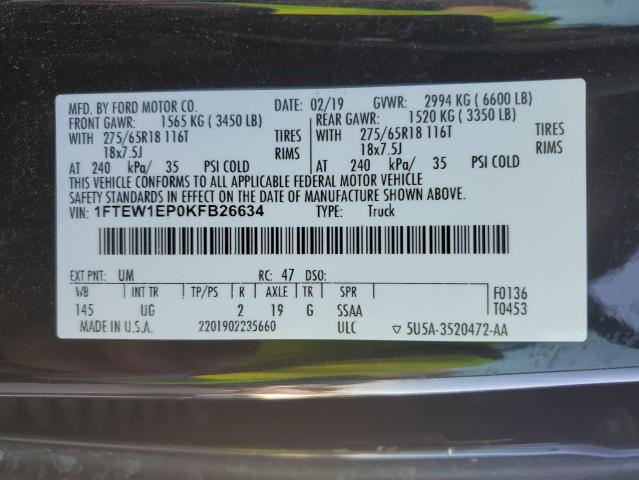 MFD. BY FORD MOTOR CO. DATE: 02/19 GVWR: 2994 KG ( 6600 LB)
FRONT GAWR: 1565 KG ( 3450 LB) REAR GAWR: 1520 KG ( 3350 LB)
WITH 275/65R18 116T TIRES WITH 275/65R18 116T TIRES
18x7.5J RIMS 18x7.5J RIMS
AT 240 kPa/ 35 PSI COLD AT 240 kPa/ 35 PSI COLD
THIS VEHICLE CONFORMS TO ALL APPLICABLE FEDERAL MOTOR VEHICLE
SAFETY STANDARDS IN EFFECT ON THE DATE OF MANUFACTURE SHOWN ABOVE.
VIN: 1FTEW1EP0KFB26634 TYPE: Truck
EXT PNT: UM RC: 47 DSO:
WB INT TR TP/PS R AXLE TR SPR F0136
145 UG 2 19 G SSAA T0453
MADE IN U.S.A. 2201902235660 ULC ▽ 5U5A-3520472-AA